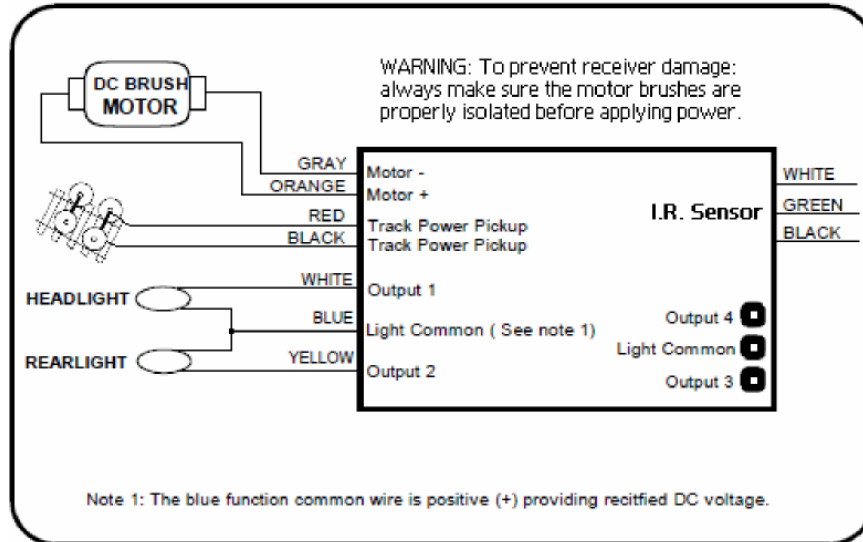 DC BRUSH
MOTOR
WARNING: To prevent receiver damage:
always make sure the motor brushes are
properly isolated before applying power.
GRAY
Motor -
ORANGE
Motor +
RED
Track Power Pickup
BLACK
Track Power Pickup
WHITE
Output 1
HEADLIGHT
BLUE
Light Common ( See note 1)
REARLIGHT
YELLOW
Output 2
I.R. Sensor
WHITE
GREEN
BLACK
Output 4
Light Common
Output 3
Note 1: The blue function common wire is positive (+) providing recitfied DC voltage.